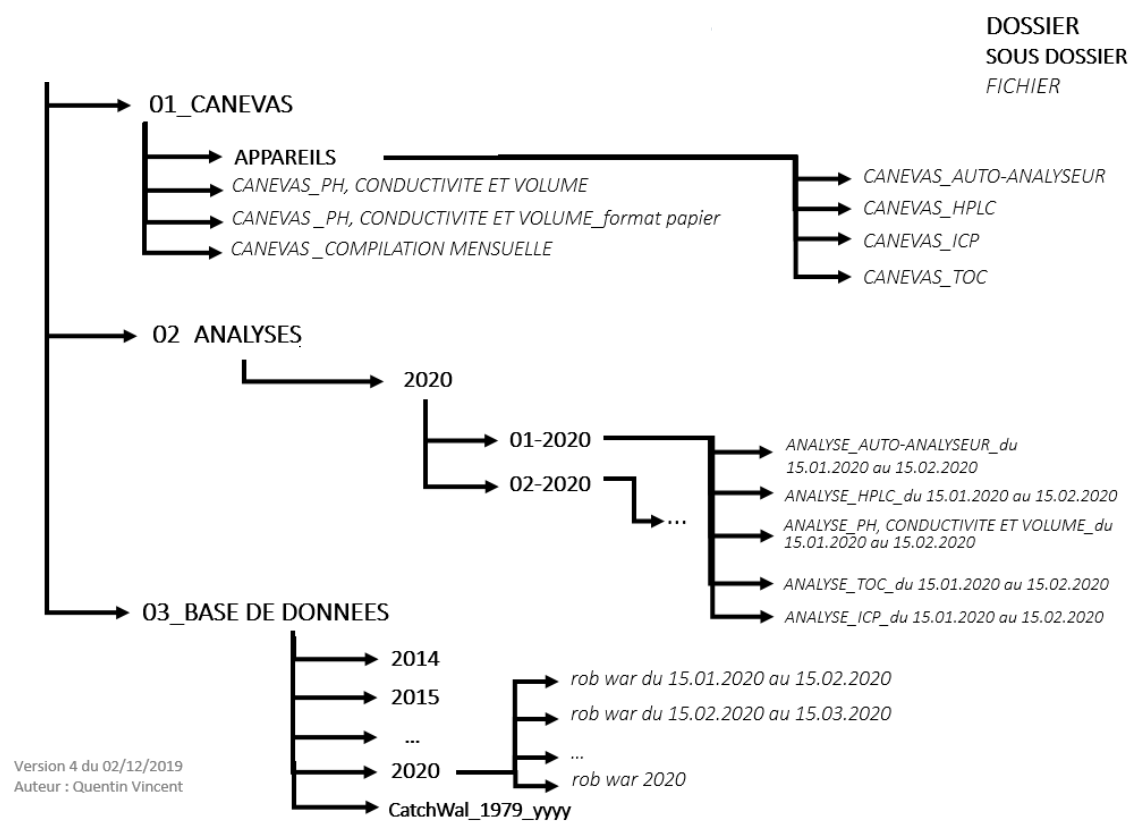 DOSSIER
SOUS DOSSIER
FICHIER
01_CANEVAS
APPAREILS
CANEVAS_PH, CONDUCTIVITE ET VOLUME
CANEVAS _PH, CONDUCTIVITE ET VOLUME_format papier
CANEVAS _COMPILATION MENSUELLE
CANEVAS_AUTO-ANALYSEUR
CANEVAS_HPLC
CANEVAS_ICP
CANEVAS_TOC
02 ANALYSES
2020
01-2020
02-2020
...
ANALYSE_AUTO-ANALYSEUR_du
15.01.2020 au 15.02.2020
ANALYSE_HPLC_du 15.01.2020 au 15.02.2020
ANALYSE_PH, CONDUCTIVITE ET VOLUME_du
15.01.2020 au 15.02.2020
ANALYSE_TOC_du 15.01.2020 au 15.02.2020
ANALYSE_ICP_du 15.01.2020 au 15.02.2020
03_BASE DE DONNEES
2014
2015
...
2020
CatchWal_1979_yyyy
rob war du 15.01.2020 au 15.02.2020
rob war du 15.02.2020 au 15.03.2020
...
rob war 2020
Version 4 du 02/12/2019
Auteur : Quentin Vincent